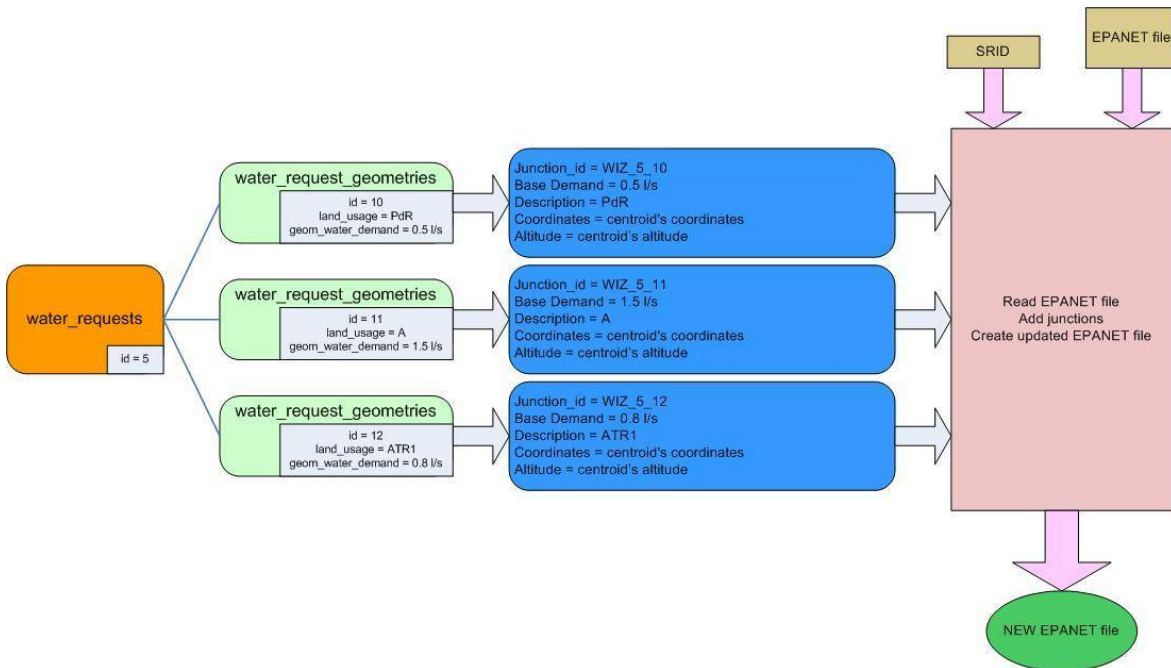 SRID
EPANET file
water_requests
id = 5
water_request_geometries
id = 10
land_usage = PdR
geom_water_demand = 0.5 l/s
Junction_id = WIZ_5_10
Base Demand = 0.5 l/s
Description = PdR
Coordinates = centroid's coordinates
Altitude = centroid's altitude
water_request_geometries
id = 11
land_usage = A
geom_water_demand = 1.5 l/s
Junction_id = WIZ_5_11
Base Demand = 1.5 l/s
Description = A
Coordinates = centroid's coordinates
Altitude = centroid's altitude
water_request_geometries
id = 12
land_usage = ATR1
geom_water_demand = 0.8 l/s
Junction_id = WIZ_5_12
Base Demand = 0.8 l/s
Description = ATR1
Coordinates = centroid's coordinates
Altitude = centroid's altitude
Read EPANET file
Add junctions
Create updated EPANET file
NEW EPANET file